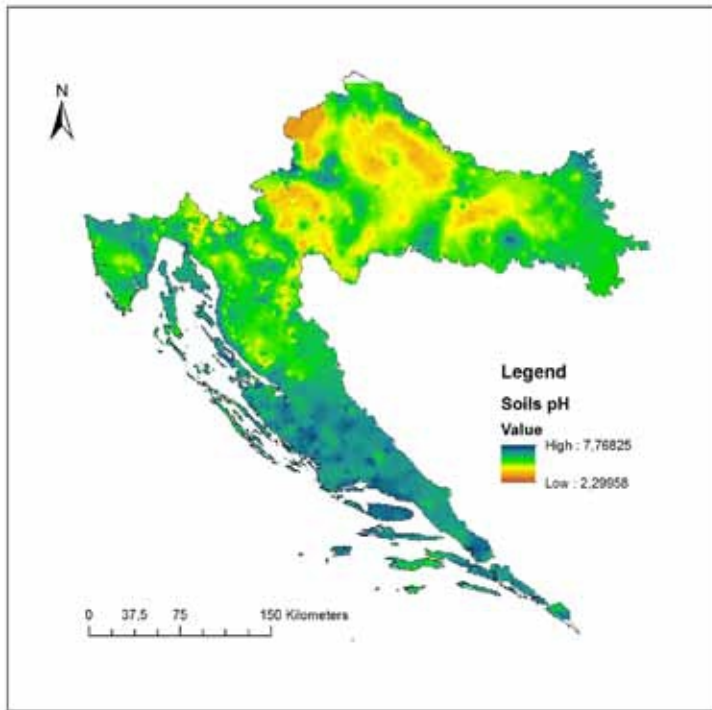 N
Legend
Soils pH
Value
High : 7,76825
Low : 2,29958
0 37,5 75 150 Kilometers